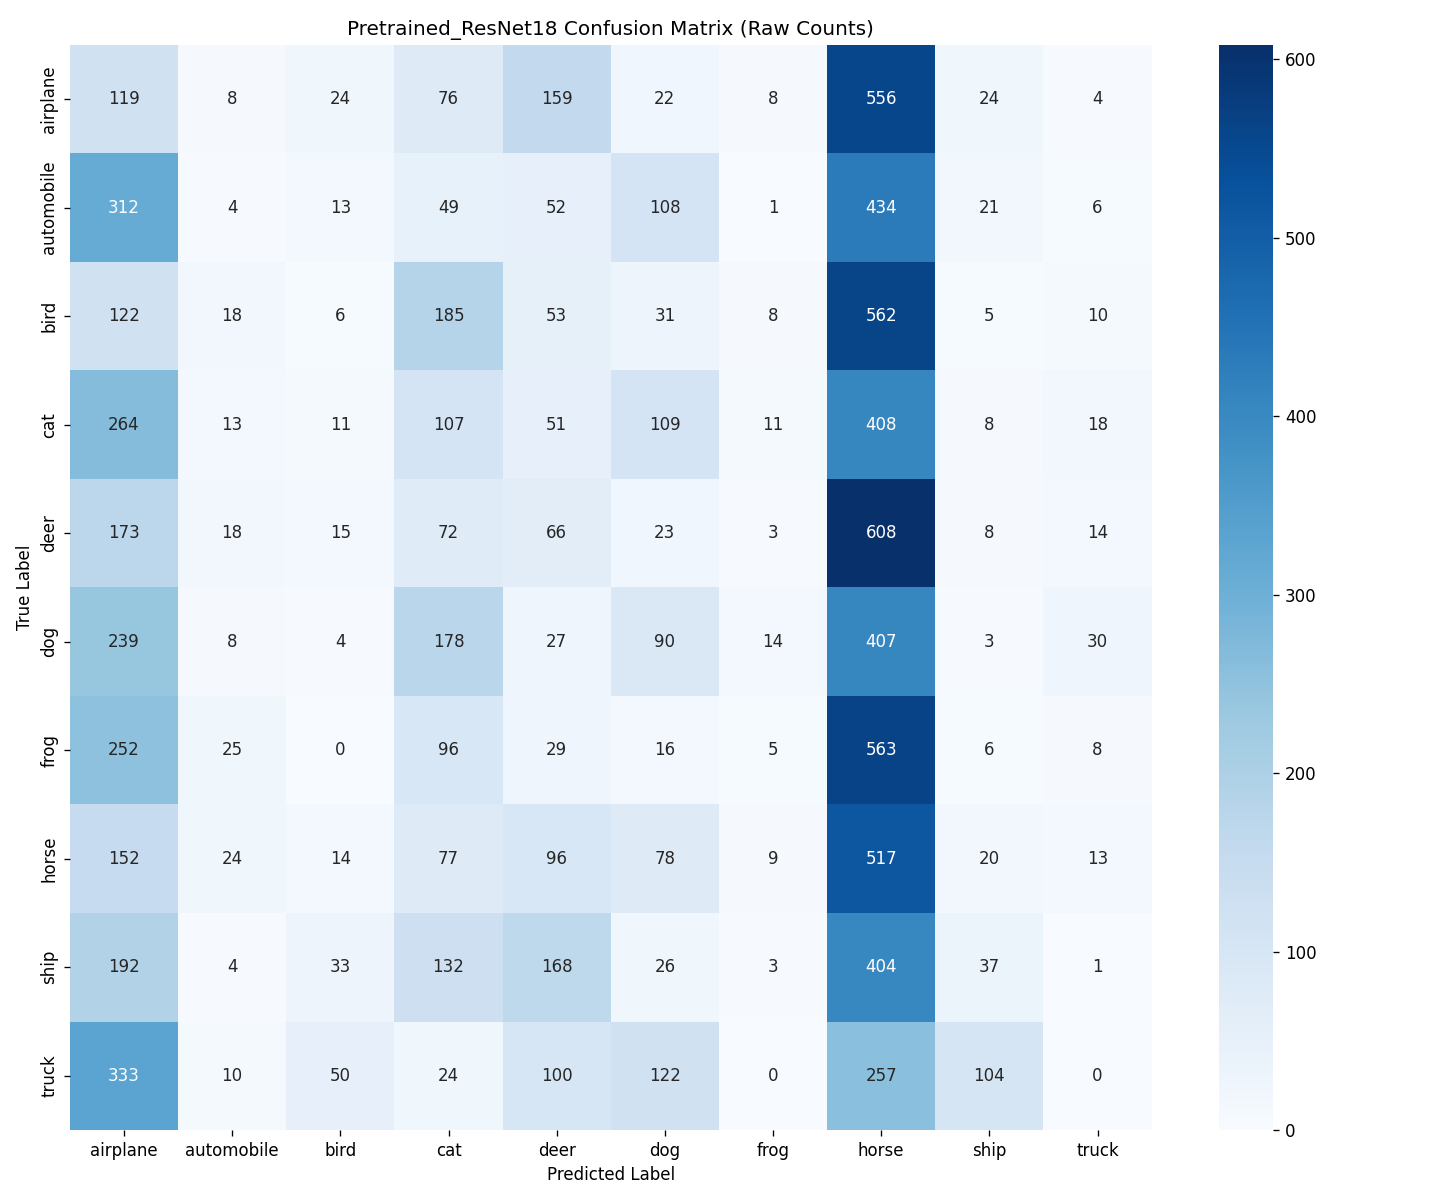 Pretrained_ResNet18 Confusion Matrix (Raw Counts)
True Label
airplane 119 8 24 76 159 22 8 556 24 4
automobile 312 4 13 49 52 108 1 434 21 6
bird 122 18 6 185 53 31 8 562 5 10
cat 264 13 11 107 51 109 11 408 8 18
deer 173 18 15 72 66 23 3 608 8 14
dog 239 8 4 178 27 90 14 407 3 30
frog 252 25 0 96 29 16 5 563 6 8
horse 152 24 14 77 96 78 9 517 20 13
ship 192 4 33 132 168 26 3 404 37 1
truck 333 10 50 24 100 122 0 257 104 0
airplane automobile bird cat deer dog frog horse ship truck
Predicted Label
600
500
400
300
200
100
0